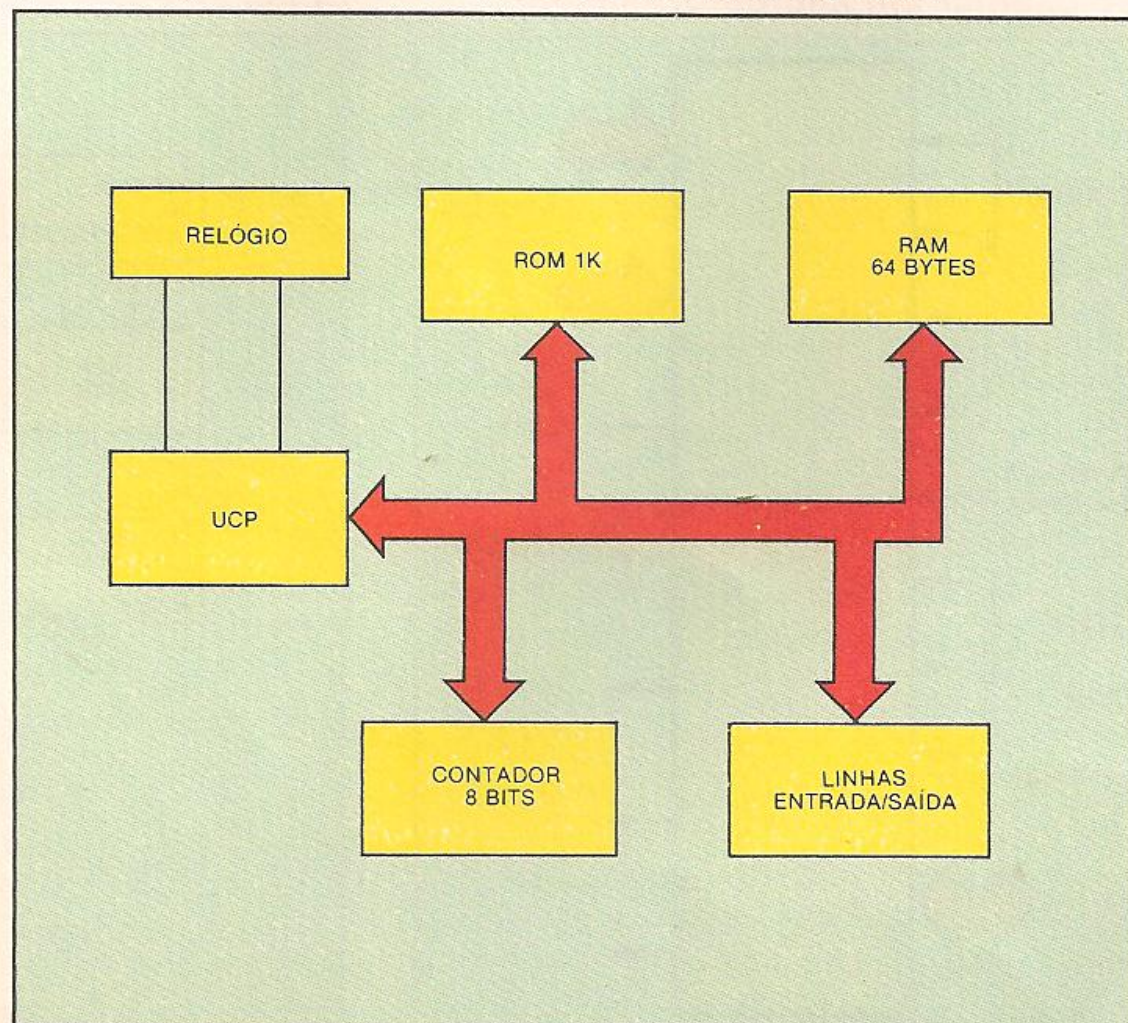 RELÓGIO
ROM 1K
RAM
64 BYTES
UCP
CONTADOR
8 BITS
LINHAS
ENTRADA/SAÍDA